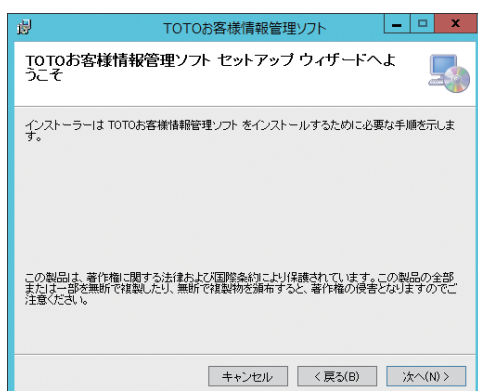 TOTOお客様情報管理ソフト
TOTOお客様情報管理ソフト セットアップ ウィザードへよ
うこそ
インストーラーは TOTOお客様情報管理ソフト をインストールするために必要な手順を示しま
す。
この製品は、著作権に関する法律および国際条約により保護されています。この製品の全部
または一部を無断で複製したり、無断で複製物を頒布すると、著作権の侵害となりますのでご
注意ください。
キャンセル
< 戻る(B)
次へ(N) >